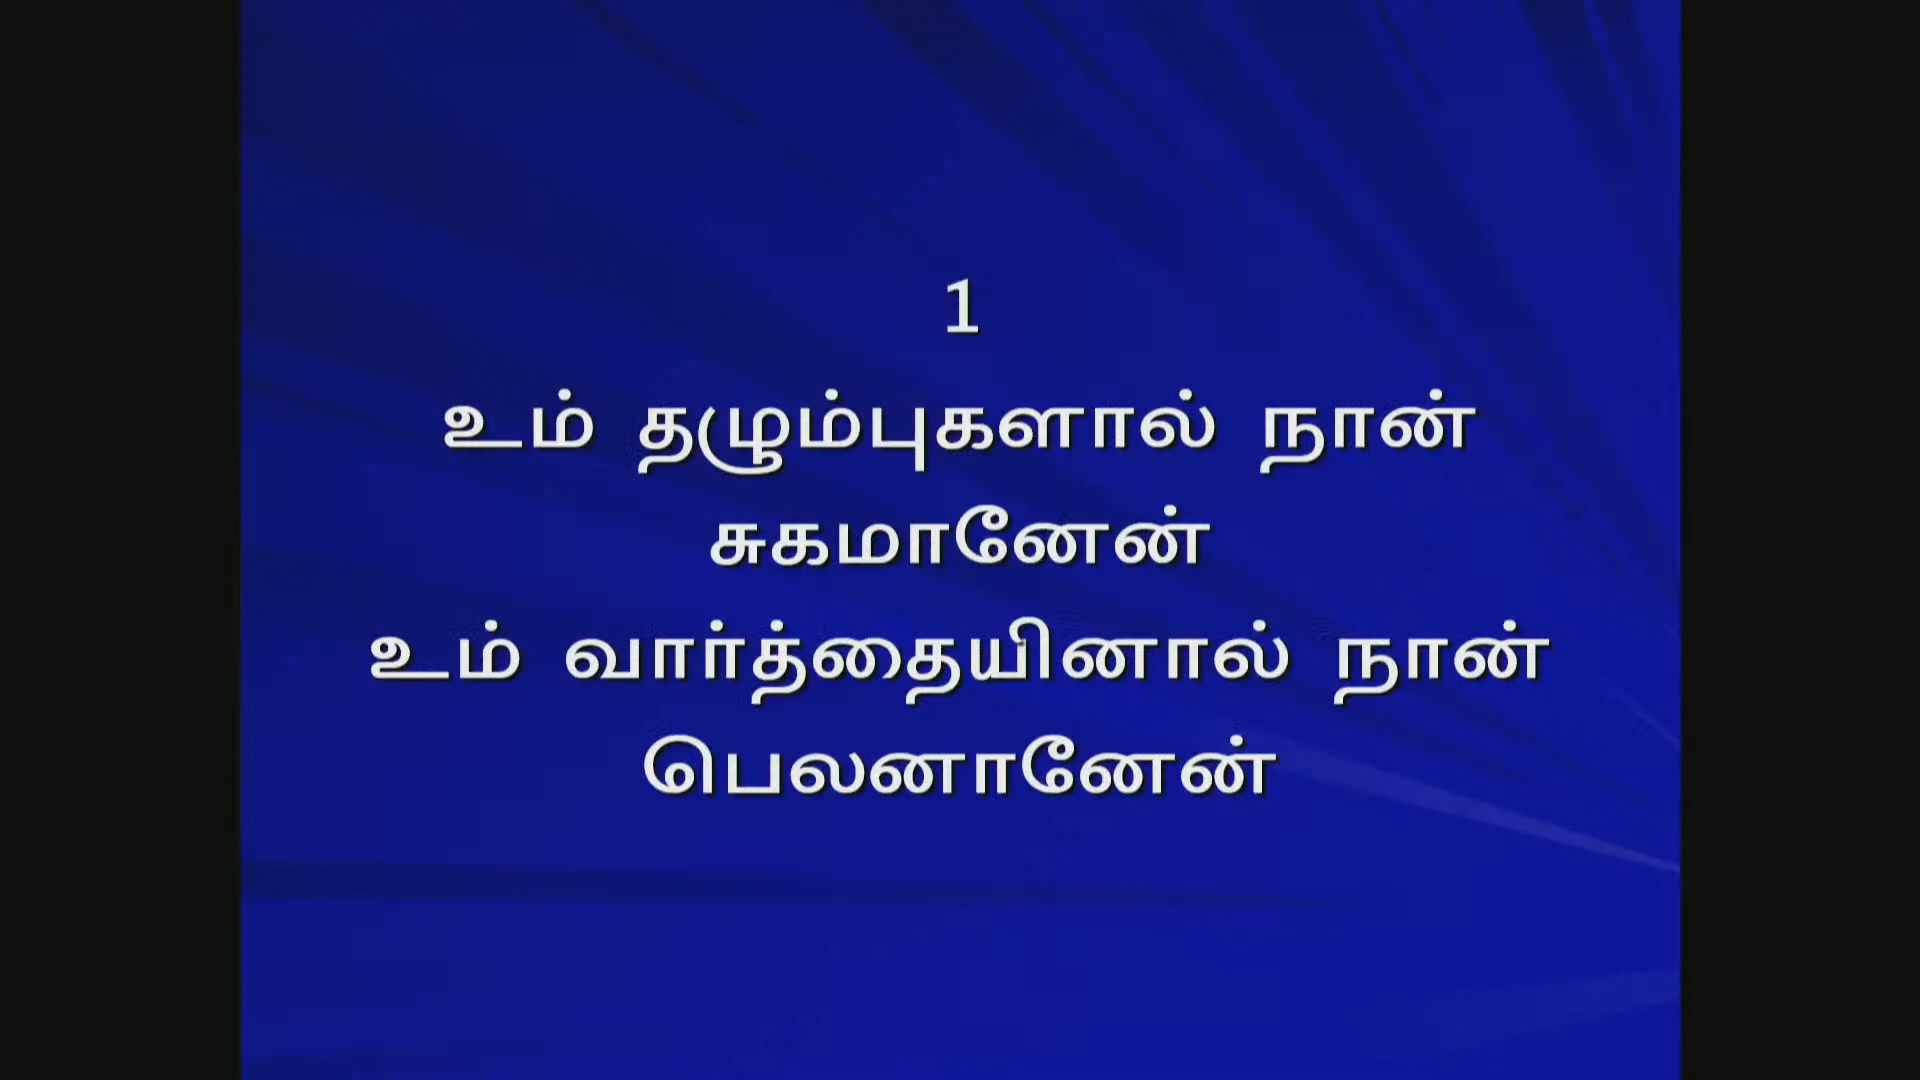 1
உம் தழும்புகளால் நான்
சுகமானேன்
உம் வார்த்தையினால் நான்
பெலனானேன்